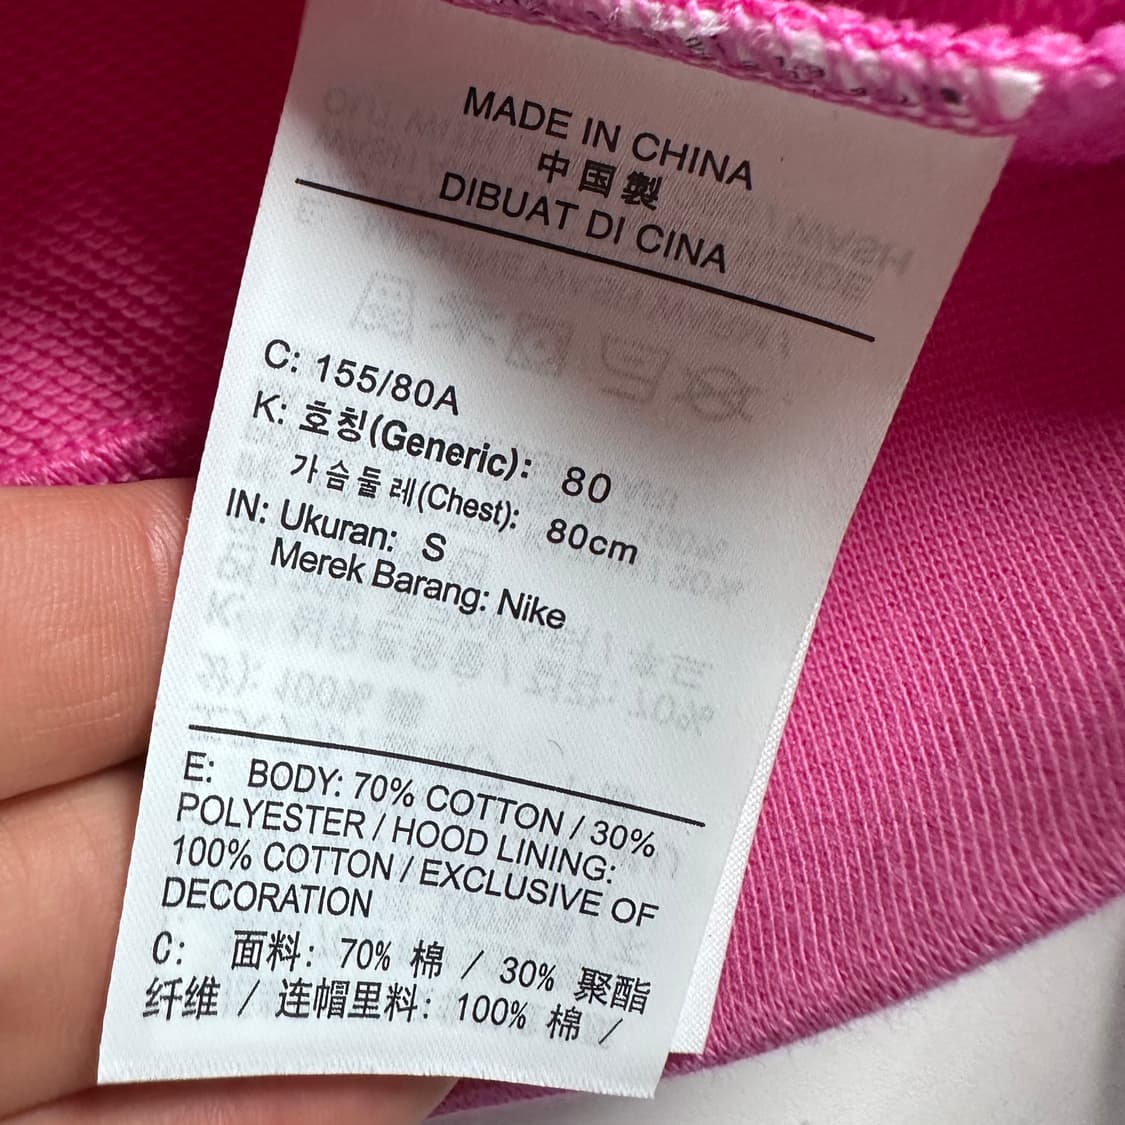 MADE IN CHINA
中国製
DIBUAT DI CINA
C: 155/80A
K: 호칭(Generic): 80
가슴둘레(Chest): 80cm
IN: Ukuran: S
Merek Barang: Nike
E: BODY: 70% COTTON / 30%
POLYESTER / HOOD LINING:
100% COTTON / EXCLUSIVE OF
DECORATION
C: 面料: 70% 棉 / 30% 聚酯
纤维 / 连帽里料: 100% 棉 /